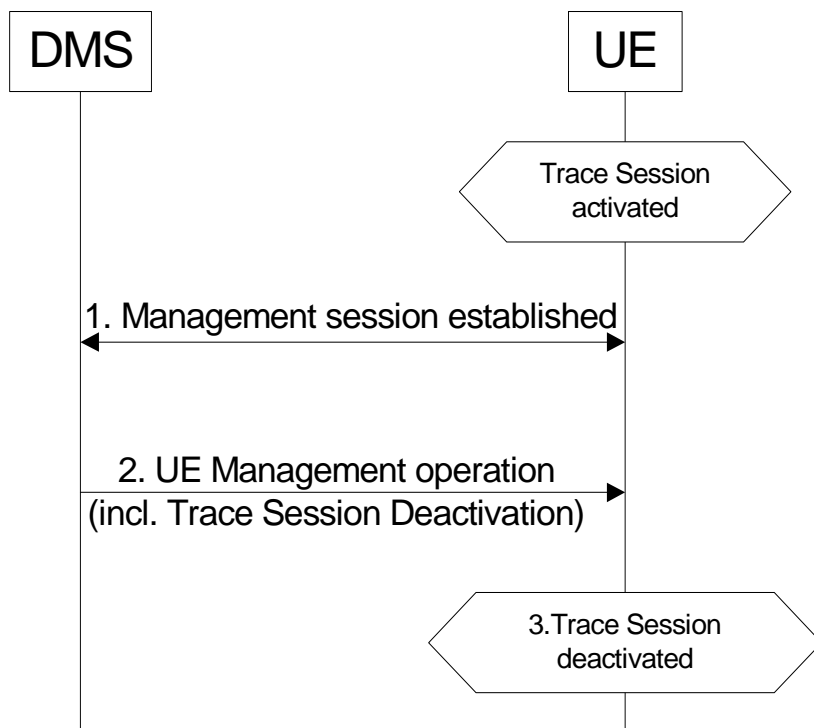 DMS
UE
Trace Session
activated
1. Management session established
2. UE Management operation
(incl. Trace Session Deactivation)
3.Trace Session
deactivated